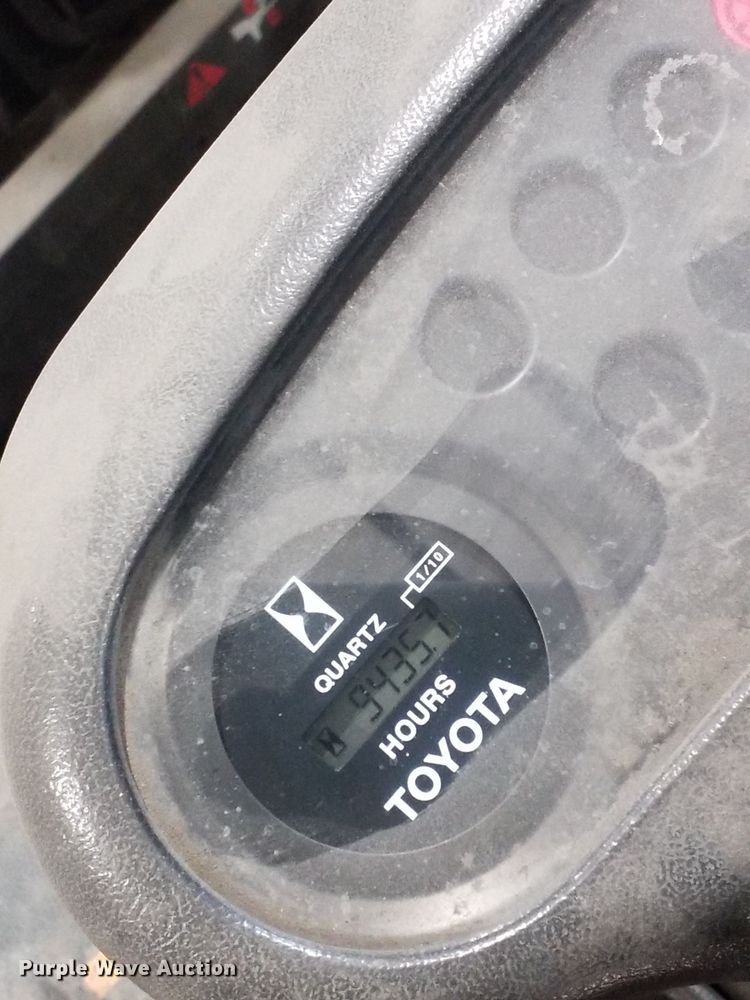 1/10
QUARTZ
9435.7
HOURS
TOYOTA
Purple Wave Auction